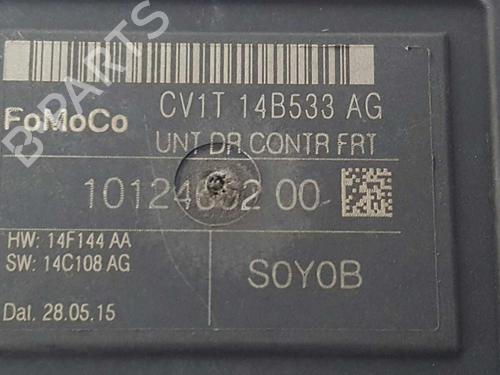 CV1T 14B533 AG
FoMoCo
UNT DR CONTR FRT
HW: 14F144 AA
SW: 14C108 AG
S0Y0B
Dat. 28.05.15
B-Parts